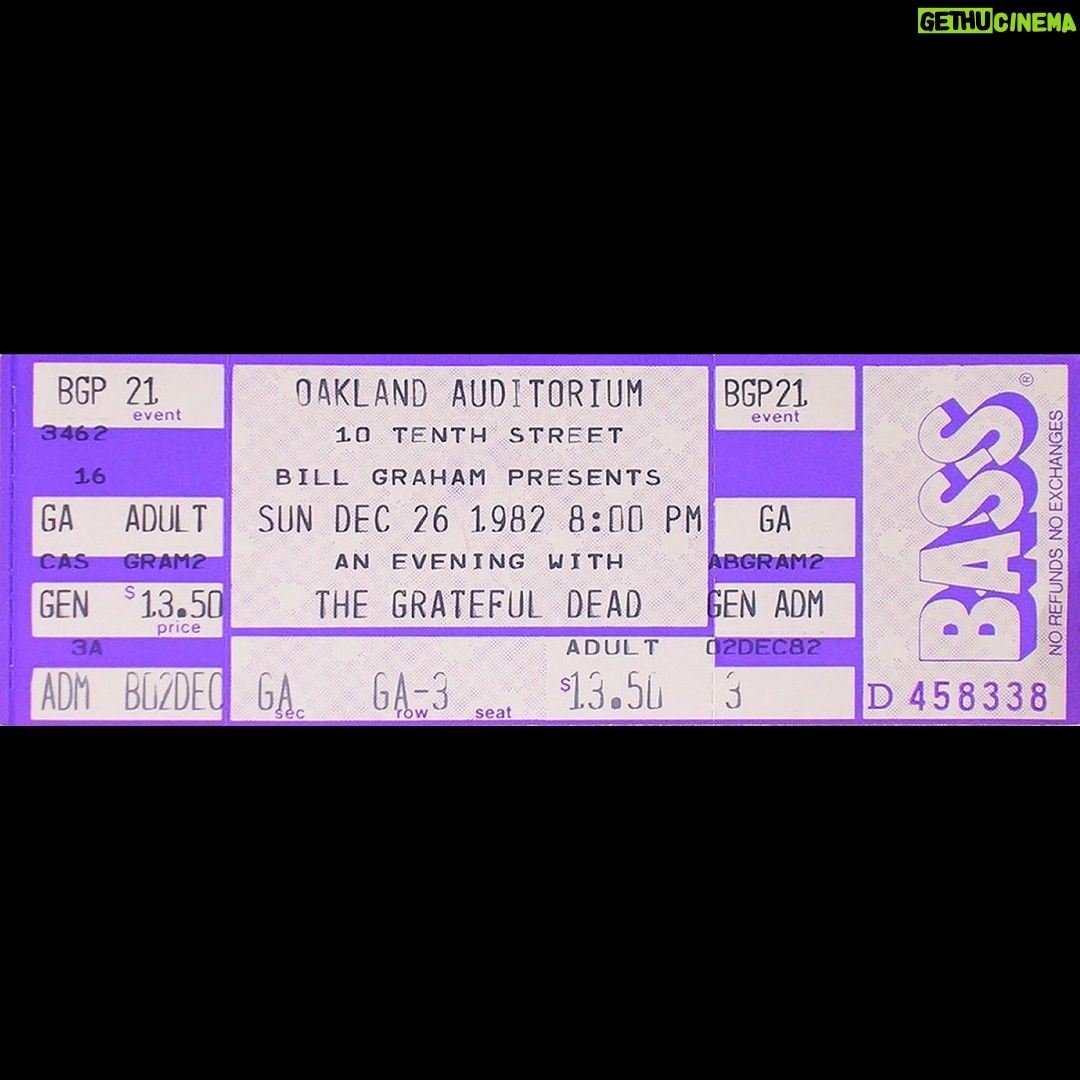 GETHUCINEMA
BGP 21
event
3462
16
GA ADULT
CAS GRAM2
GEN $13.50
price
3A
ADM B02DEC
OAKLAND AUDITORIUM
10 TENTH STREET
BILL GRAHAM PRESENTS
SUN DEC 26 1982 8:00 PM
AN EVENING WITH
THE GRATEFUL DEAD
ADULT
GA GA-3 $13.50
sec row seat
BGP21
event
GA
ABGRAM2
GEN ADM
02DEC82
3
BASS®
NO REFUNDS NO EXCHANGES
D 458338